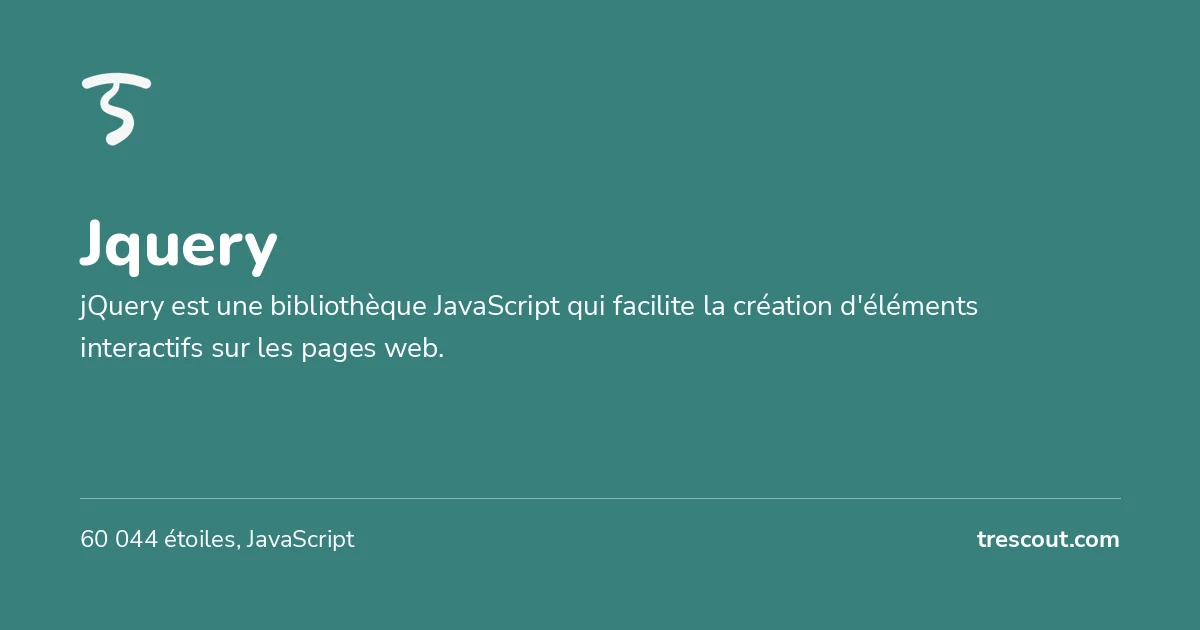 Jquery
jQuery est une bibliothèque JavaScript qui facilite la création d'éléments
interactifs sur les pages web.
60 044 étoiles, JavaScript
trescout.com